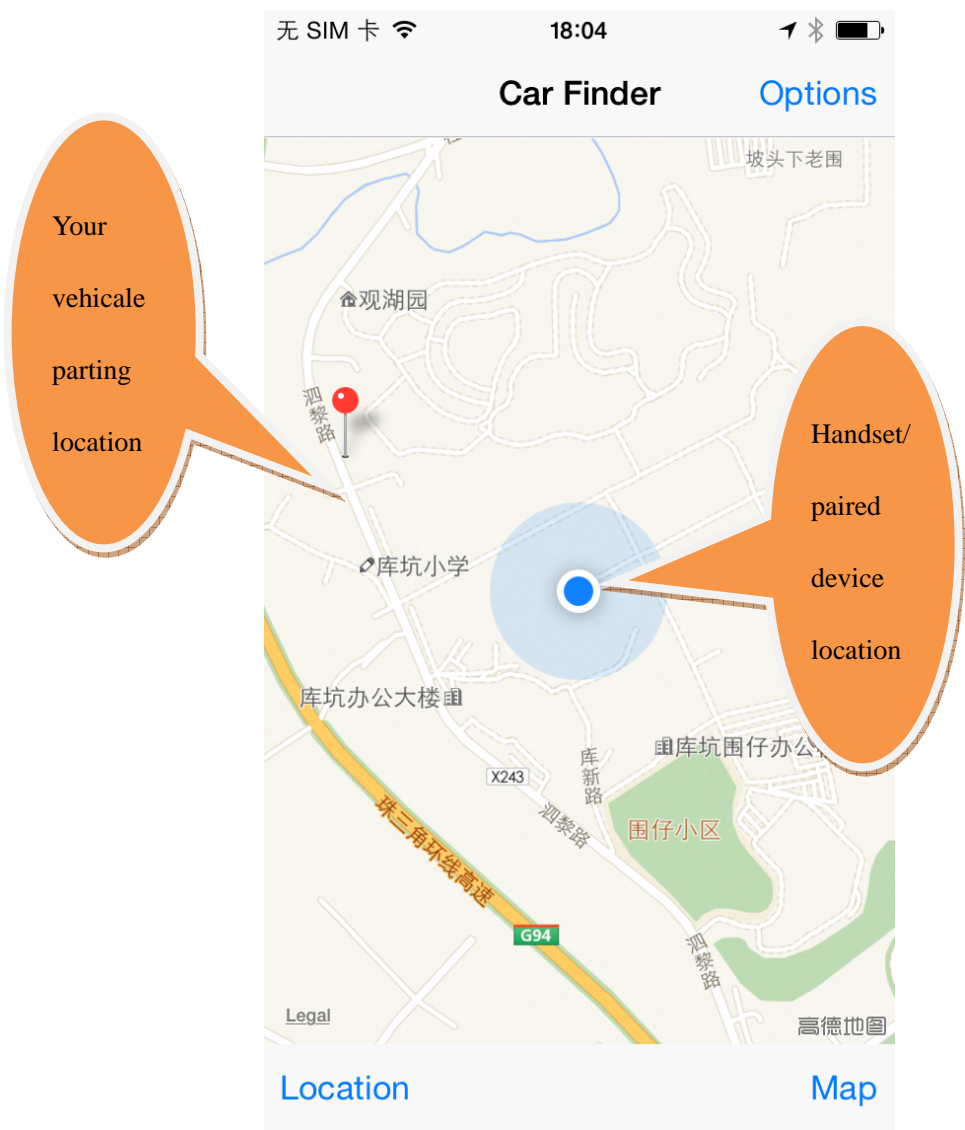 无 SIM 卡
18:04
Car Finder
Options
坡头下老围
Your
vehicale
parting
location
观湖园
泗黎路
Handset/
paired
device
location
库坑小学
库坑办公大楼
库坑围仔办公
库新路
X243
泗黎路
围仔小区
珠三角环线高速
G94
泗黎路
Legal
高德地图
Location
Map